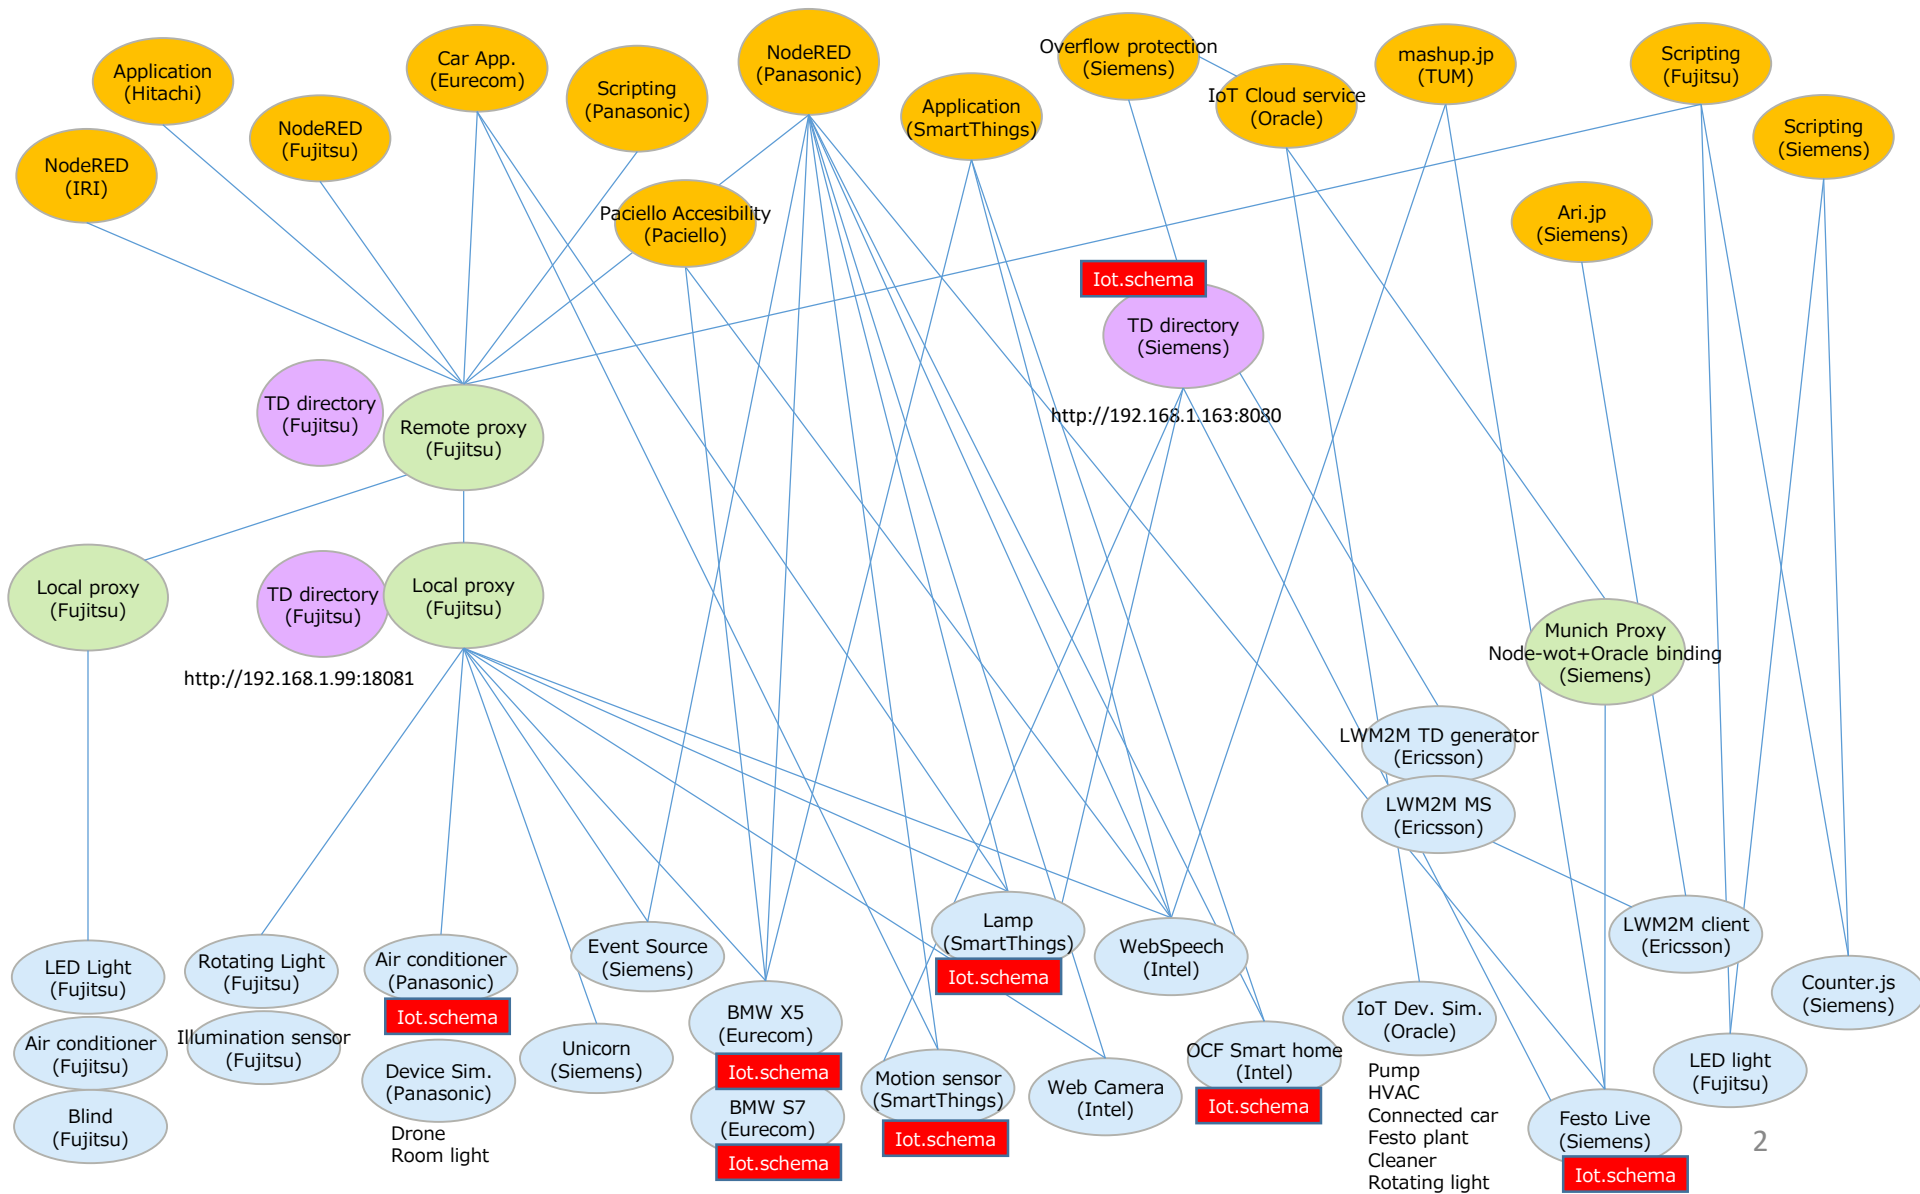 Application
(Hitachi)
Car App.
(Eurecom)
NodeRED
(Panasonic)
Overflow protection
(Siemens)
mashup.jp
(TUM)
Scripting
(Fujitsu)
NodeRED
(IRI)
NodeRED
(Fujitsu)
Scripting
(Panasonic)
Application
(SmartThings)
IoT Cloud service
(Oracle)
Scripting
(Siemens)
Paciello Accesibility
(Paciello)
Ari.jp
(Siemens)
Iot.schema
TD directory
(Siemens)
http://192.168.1.163:8080
TD directory
(Fujitsu)
Remote proxy
(Fujitsu)
Local proxy
(Fujitsu)
TD directory
(Fujitsu)
Local proxy
(Fujitsu)
http://192.168.1.99:18081
Munich Proxy
Node-wot+Oracle binding
(Siemens)
LWM2M TD generator
(Ericsson)
LWM2M MS
(Ericsson)
LED Light
(Fujitsu)
Air conditioner
(Fujitsu)
Blind
(Fujitsu)
Rotating Light
(Fujitsu)
Illumination sensor
(Fujitsu)
Air conditioner
(Panasonic)
Iot.schema
Device Sim.
(Panasonic)
Drone
Room light
Event Source
(Siemens)
Unicorn
(Siemens)
BMW X5
(Eurecom)
Iot.schema
BMW S7
(Eurecom)
Iot.schema
Lamp
(SmartThings)
Iot.schema
Motion sensor
(SmartThings)
Iot.schema
WebSpeech
(Intel)
Web Camera
(Intel)
OCF Smart home
(Intel)
Iot.schema
IoT Dev. Sim.
(Oracle)
Pump
HVAC
Connected car
Festo plant
Cleaner
Rotating light
LWM2M client
(Ericsson)
Counter.js
(Siemens)
LED light
(Fujitsu)
Festo Live
(Siemens)
Iot.schema
2